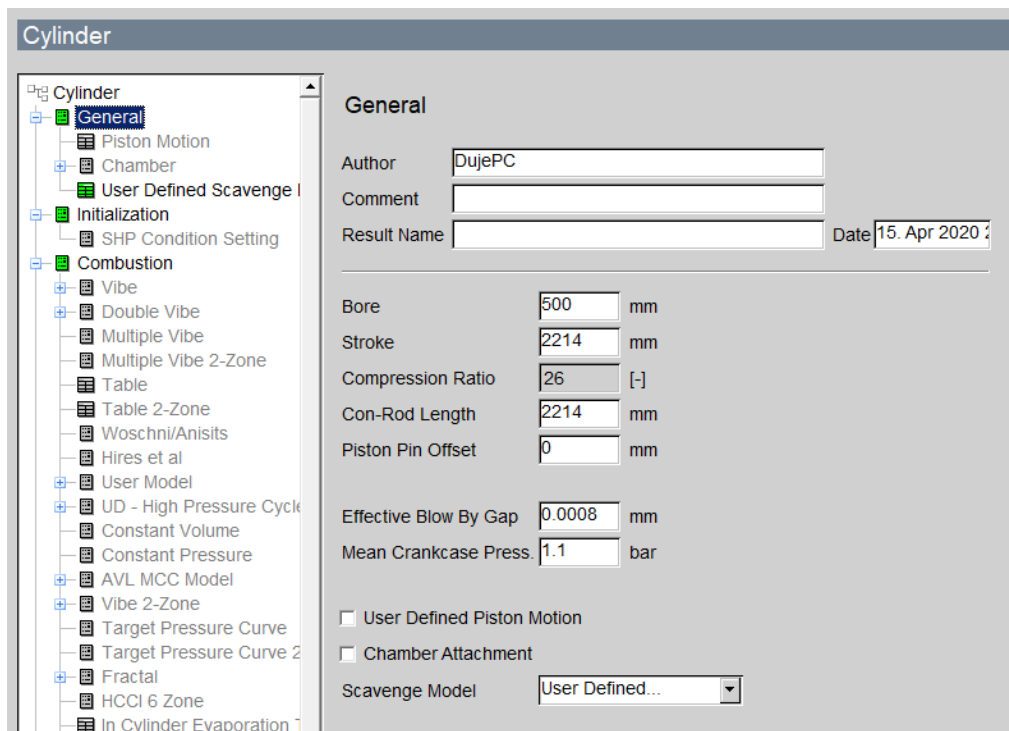 Cylinder
Cylinder
General
Piston Motion
Chamber
User Defined Scavenge
Initialization
SHP Condition Setting
Combustion
Vibe
Double Vibe
Multiple Vibe
Multiple Vibe 2-Zone
Table
Table 2-Zone
Woschni/Anisits
Hires et al
User Model
UD - High Pressure Cycle
Constant Volume
Constant Pressure
AVL MCC Model
Vibe 2-Zone
Target Pressure Curve
Target Pressure Curve 2
Fractal
HCCI 6 Zone
In Cylinder Evaporation
General
Author DujePC
Comment
Result Name Date 15. Apr 2020
Bore 500 mm
Stroke 2214 mm
Compression Ratio 26 [-]
Con-Rod Length 2214 mm
Piston Pin Offset 0 mm
Effective Blow By Gap 0.0008 mm
Mean Crankcase Press. 1.1 bar
User Defined Piston Motion
Chamber Attachment
Scavenge Model User Defined...